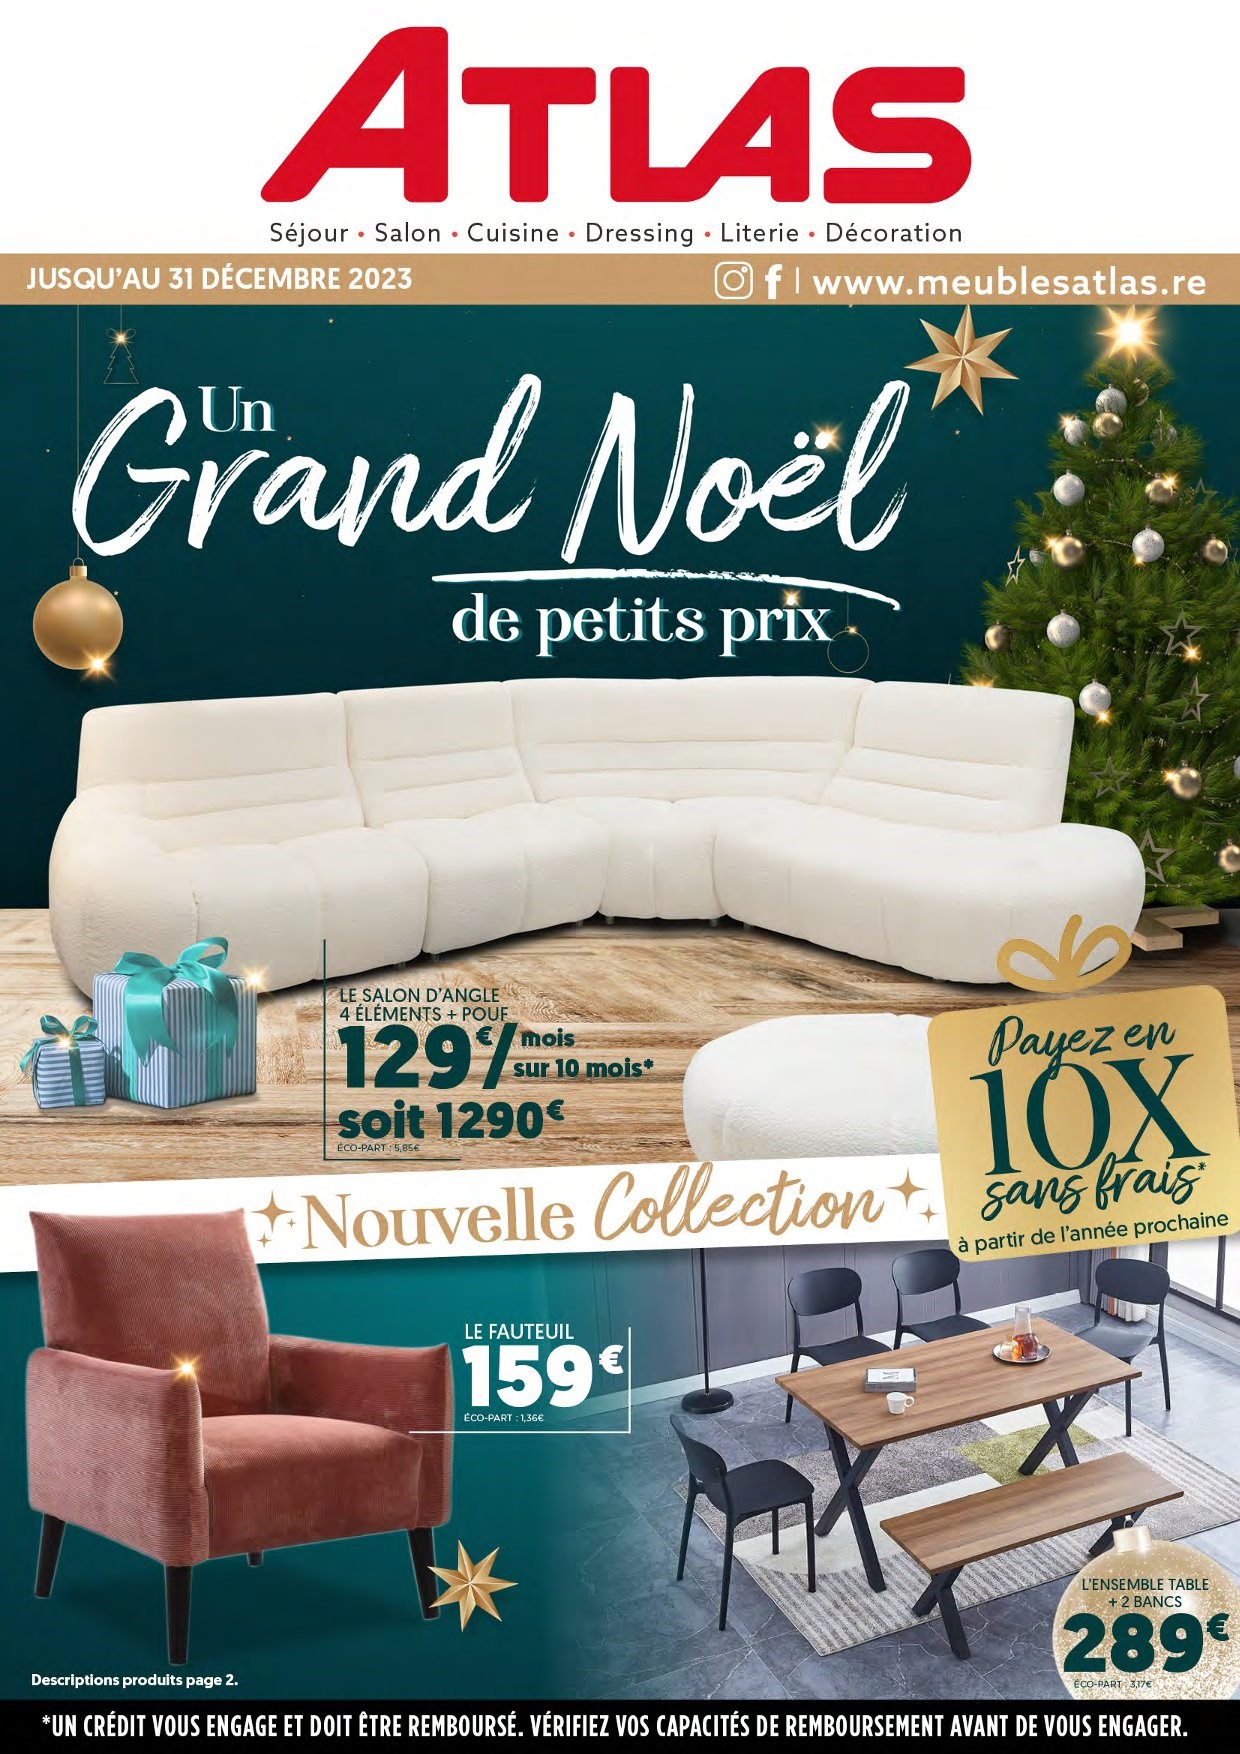 ATLAS
Séjour • Salon • Cuisine • Dressing • Literie • Décoration
JUSQU'AU 31 DÉCEMBRE 2023
f | www.meublesatlas.re
Un
Grand Noël
de petits prix
LE SALON D'ANGLE
4 ÉLÉMENTS + POUF
129€/mois
sur 10 mois*
soit 1290€
ÉCO-PART : 5,85€
Payez en
10X
sans frais*
à partir de l'année prochaine
Nouvelle Collection
LE FAUTEUIL
159€
ÉCO-PART : 1,36€
L'ENSEMBLE TABLE
+ 2 BANCS
289€
ÉCO-PART : 3,17€
Descriptions produits page 2.
*UN CRÉDIT VOUS ENGAGE ET DOIT ÊTRE REMBOURSÉ. VÉRIFIEZ VOS CAPACITÉS DE REMBOURSEMENT AVANT DE VOUS ENGAGER.